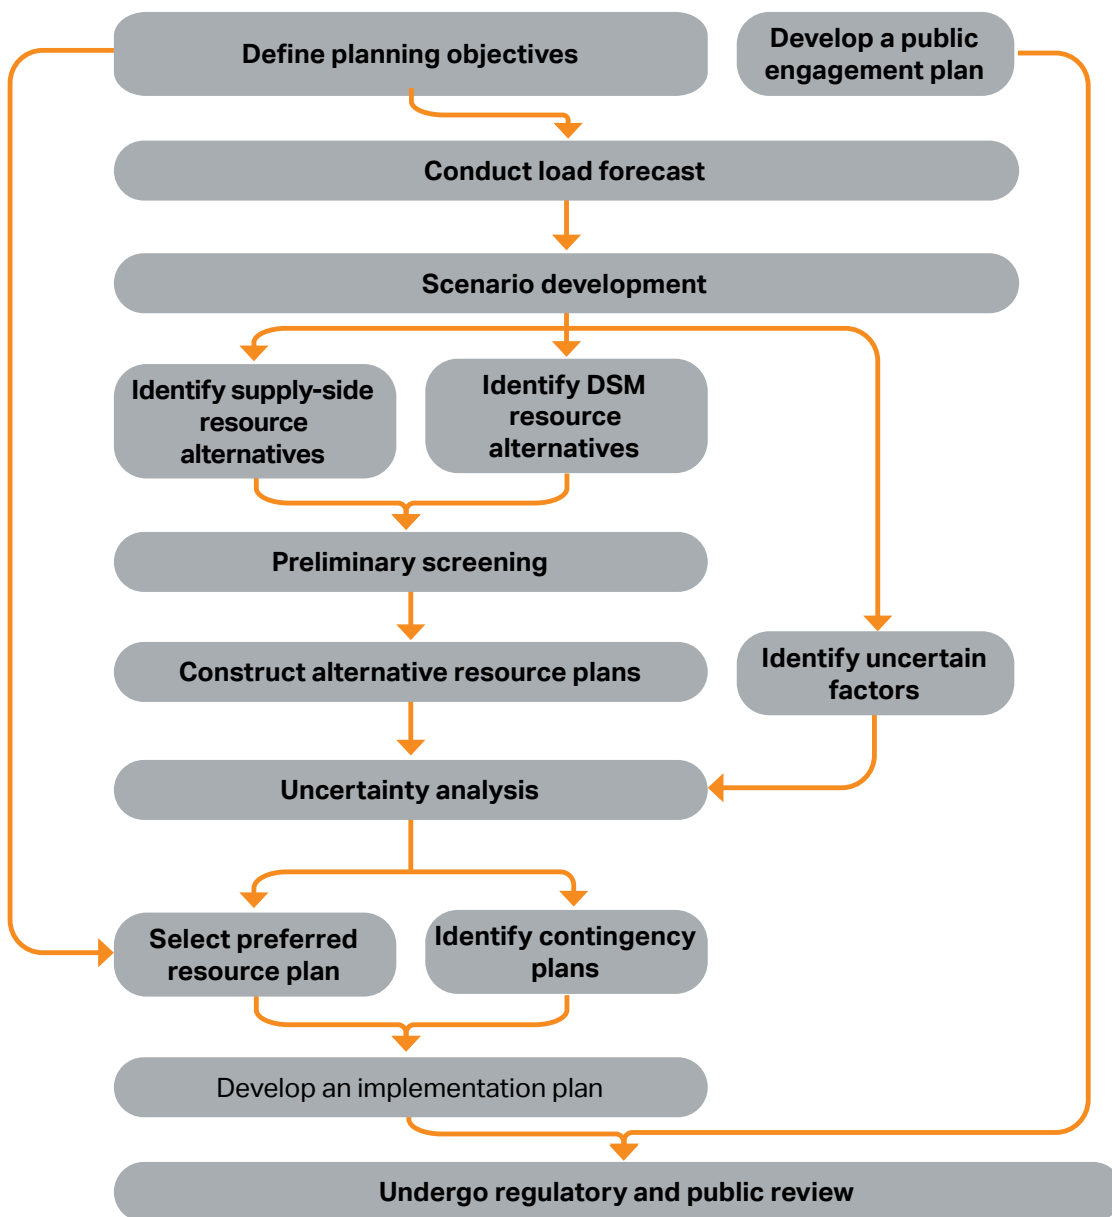 Define planning objectives
Develop a public
engagement plan
Conduct load forecast
Scenario development
Identify supply-side
resource
alternatives
Identify DSM
resource
alternatives
Preliminary screening
Construct alternative resource plans
Identify uncertain
factors
Uncertainty analysis
Select preferred
resource plan
Identify contingency
plans
Develop an implementation plan
Undergo regulatory and public review